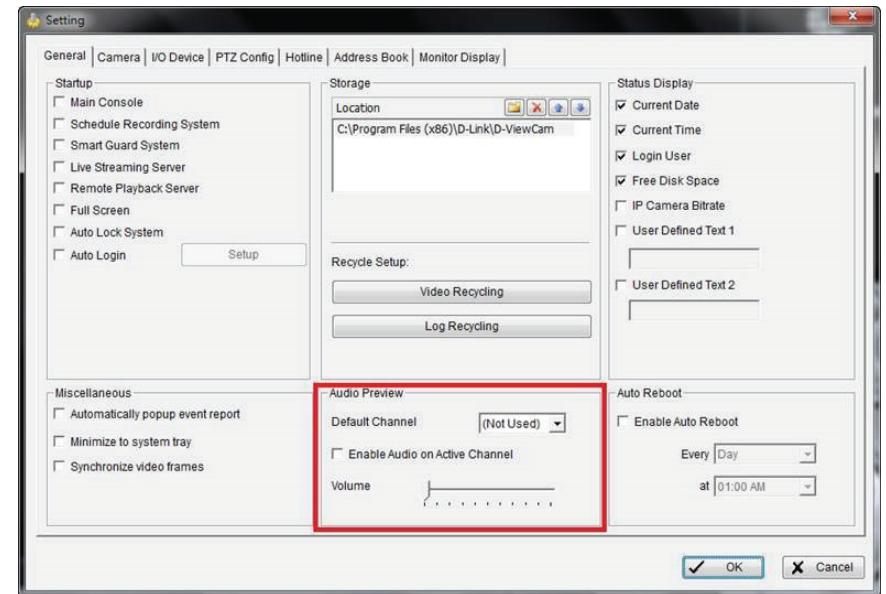 Setting
General Camera I/O Device PTZ Config Hotline Address Book Monitor Display
Startup
Main Console
Schedule Recording System
Smart Guard System
Live Streaming Server
Remote Playback Server
Full Screen
Auto Lock System
Auto Login Setup
Storage
Location
C:\Program Files (x86)\D-Link\D-ViewCam
Recycle Setup:
Video Recycling
Log Recycling
Status Display
Current Date
Current Time
Login User
Free Disk Space
IP Camera Bitrate
User Defined Text 1
User Defined Text 2
Miscellaneous
Automatically popup event report
Minimize to system tray
Synchronize video frames
Audio Preview
Default Channel (Not Used)
Enable Audio on Active Channel
Volume
Auto Reboot
Enable Auto Reboot
Every Day
at 01:00 AM
OK Cancel